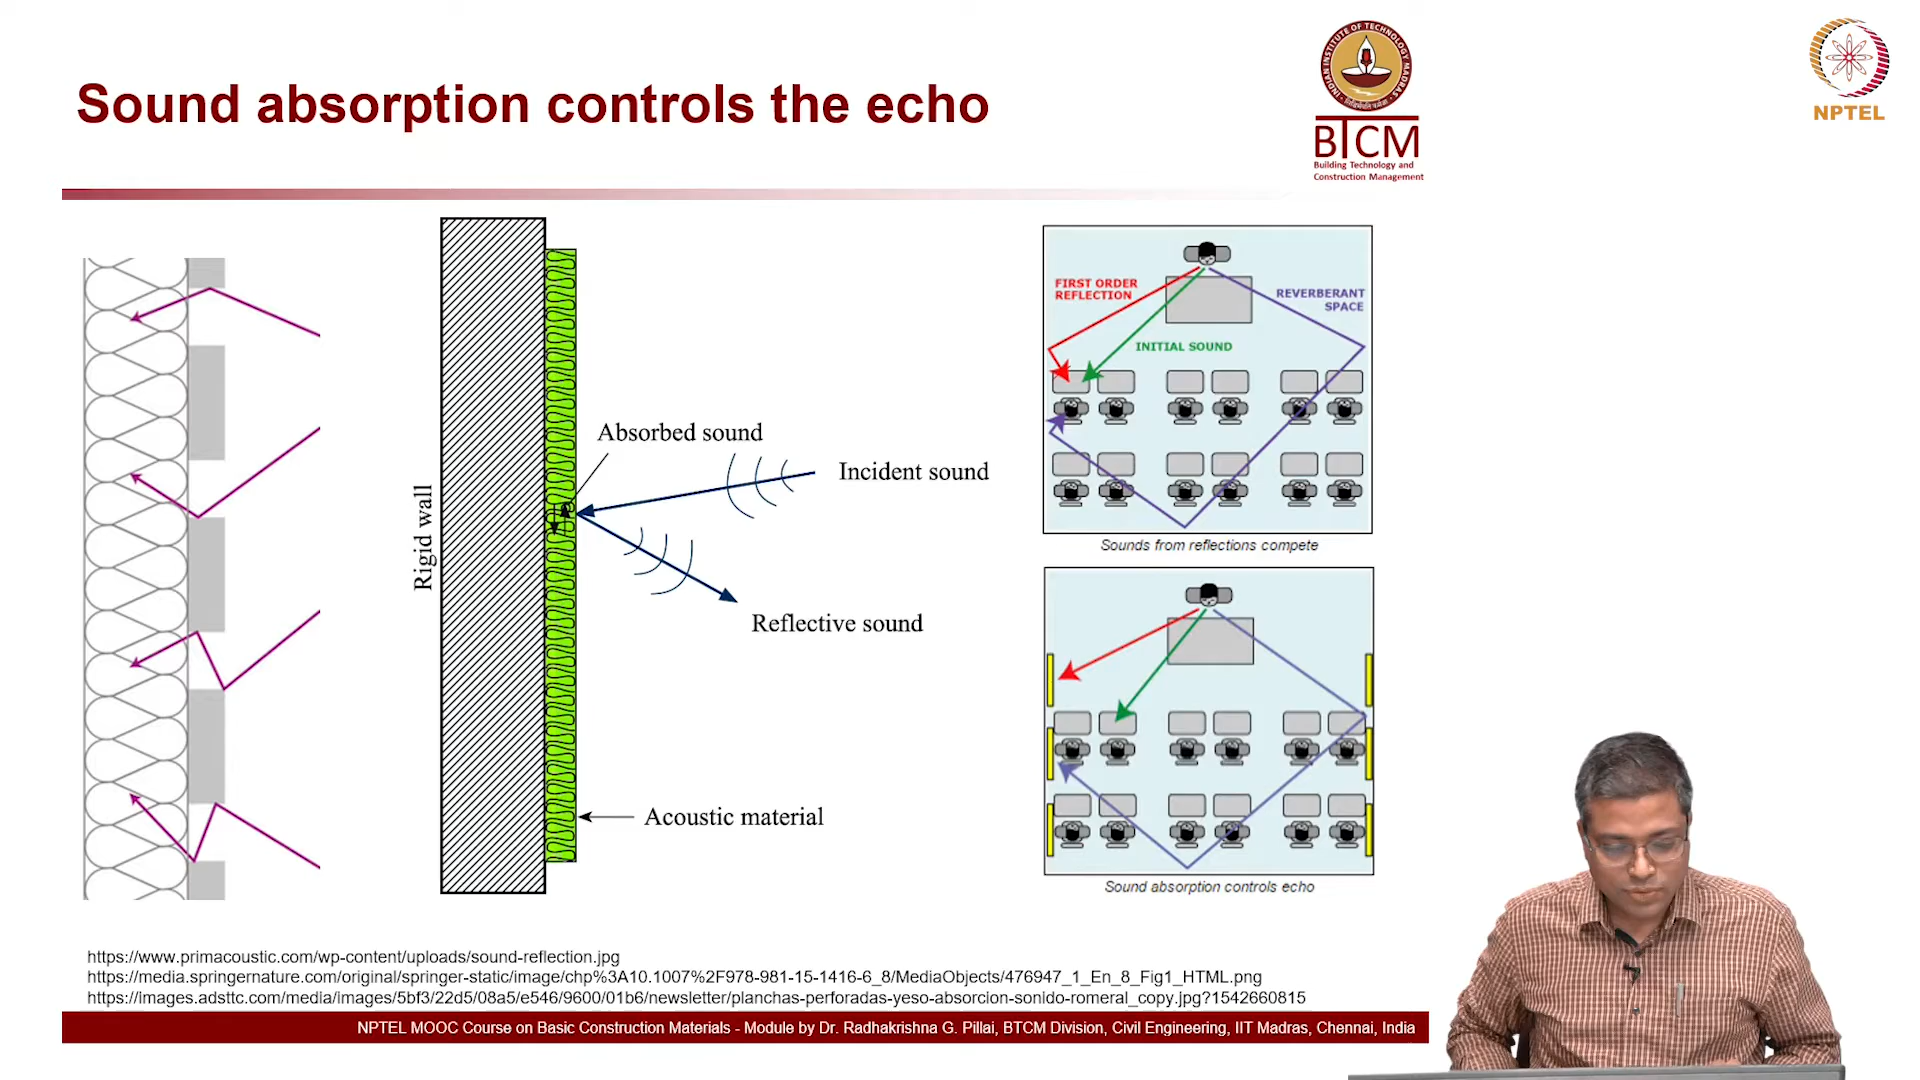 Sound absorption controls the echo
BTCM
Building Technology and
Construction Management
NPTEL
Absorbed sound
Incident sound
Rigid wall
Reflective sound
Acoustic material
FIRST ORDER
REFLECTION
REVERBERANT
SPACE
INITIAL SOUND
Sounds from reflections compete
Sound absorption controls echo
https://www.primacoustic.com/wp-content/uploads/sound-reflection.jpg
https://media.springernature.com/original/springer-static/image/chp%3A10.1007%2F978-981-15-1416-6_8/MediaObjects/476947_1_En_8_Fig1_HTML.png
https://images.adsttc.com/media/images/5bf3/22d5/08a5/e546/9600/01b6/newsletter/planchas-perforadas-yeso-absorcion-sonido-romeral_copy.jpg?1542660815
NPTEL MOOC Course on Basic Construction Materials - Module by Dr. Radhakrishna G. Pillai, BTCM Division, Civil Engineering, IIT Madras, Chennai, India